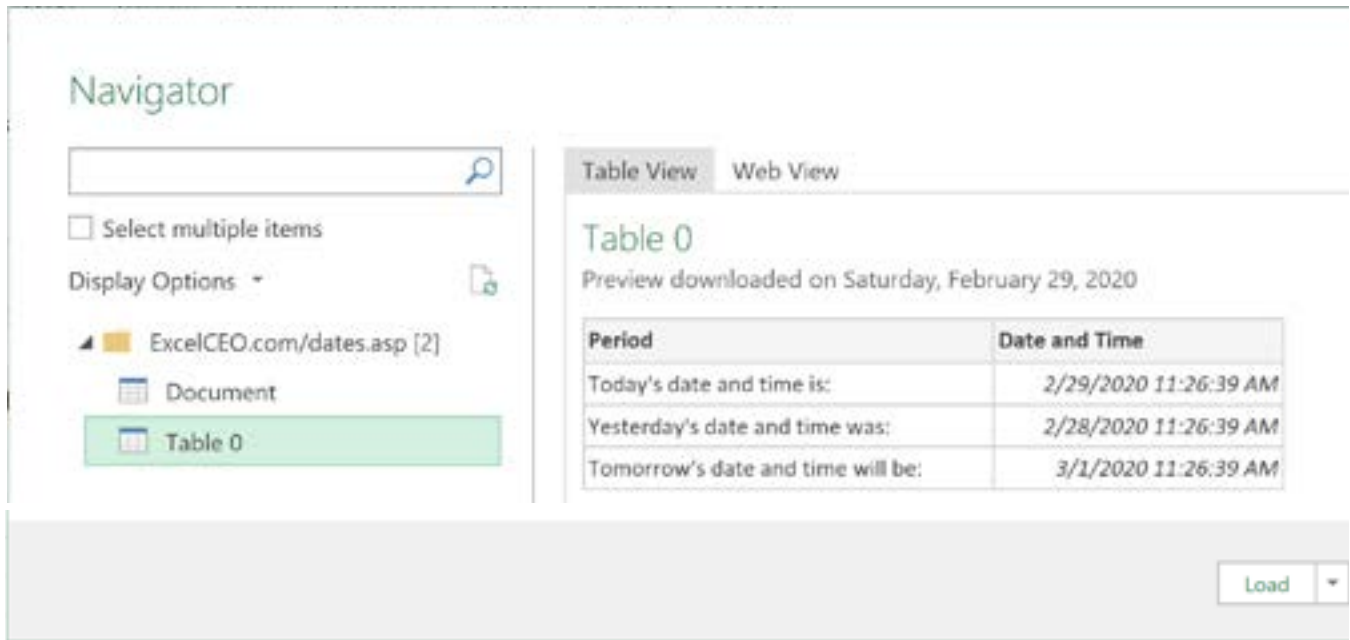 Navigator
Select multiple items
Display Options
ExcelCEO.com/dates.asp [2]
Document
Table 0
Table View Web View
Table 0
Preview downloaded on Saturday, February 29, 2020
Period Date and Time
Today's date and time is: 2/29/2020 11:26:39 AM
Yesterday's date and time was: 2/28/2020 11:26:39 AM
Tomorrow's date and time will be: 3/1/2020 11:26:39 AM
Load